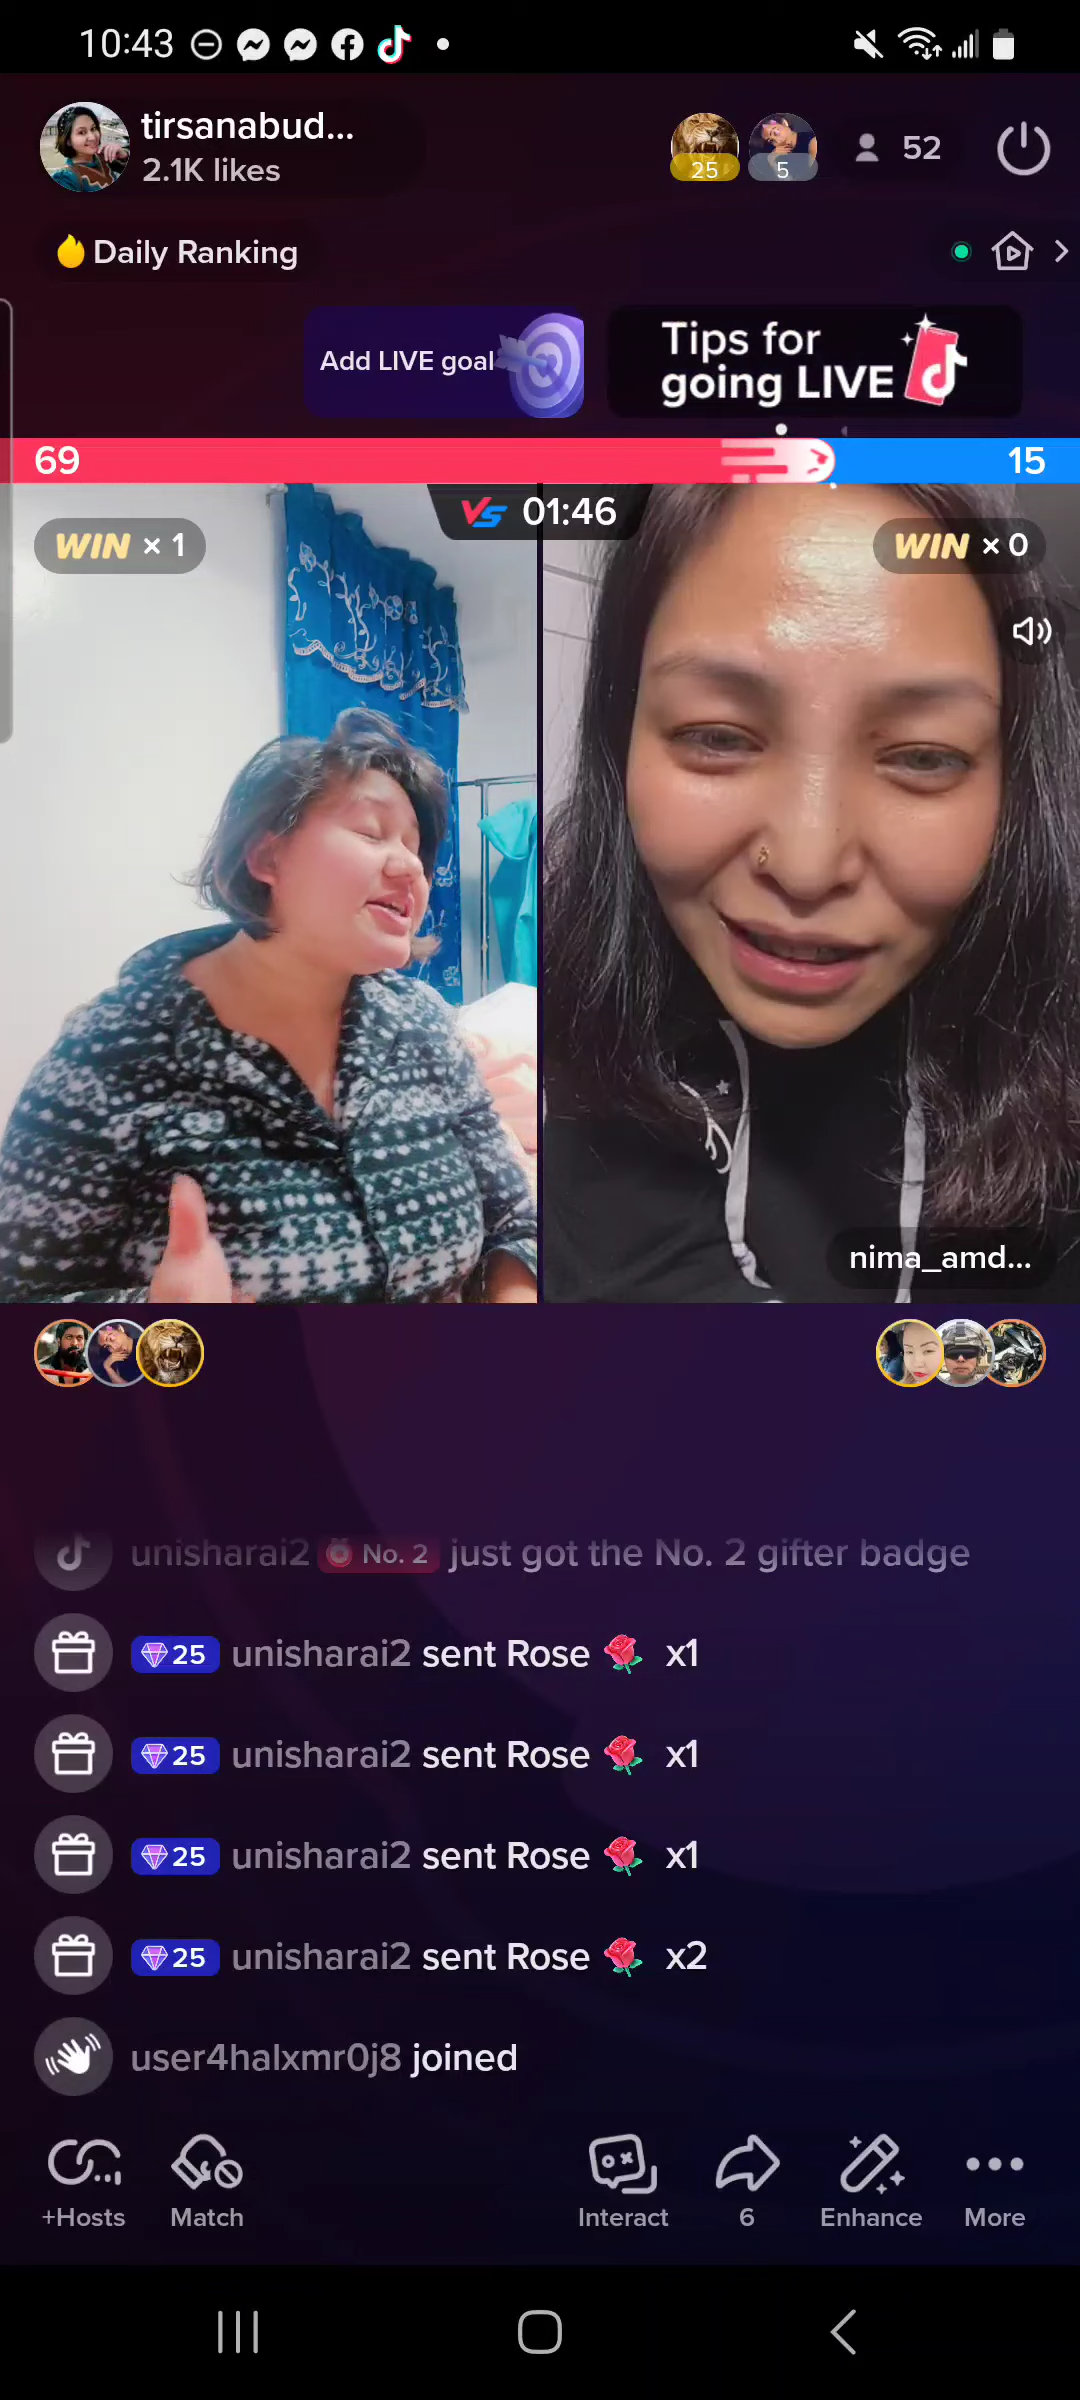 10:43
tirsanabud...
2.1K likes
25
5
52
Daily Ranking
Add LIVE goal
Tips for
going LIVE
69
15
VS 01:46
WIN × 1
WIN × 0
nima_amd...
unisharai2 No. 2 just got the No. 2 gifter badge
25 unisharai2 sent Rose 🌹 x1
25 unisharai2 sent Rose 🌹 x1
25 unisharai2 sent Rose 🌹 x1
25 unisharai2 sent Rose 🌹 x2
user4halxmr0j8 joined
+Hosts
Match
Interact
6
Enhance
More